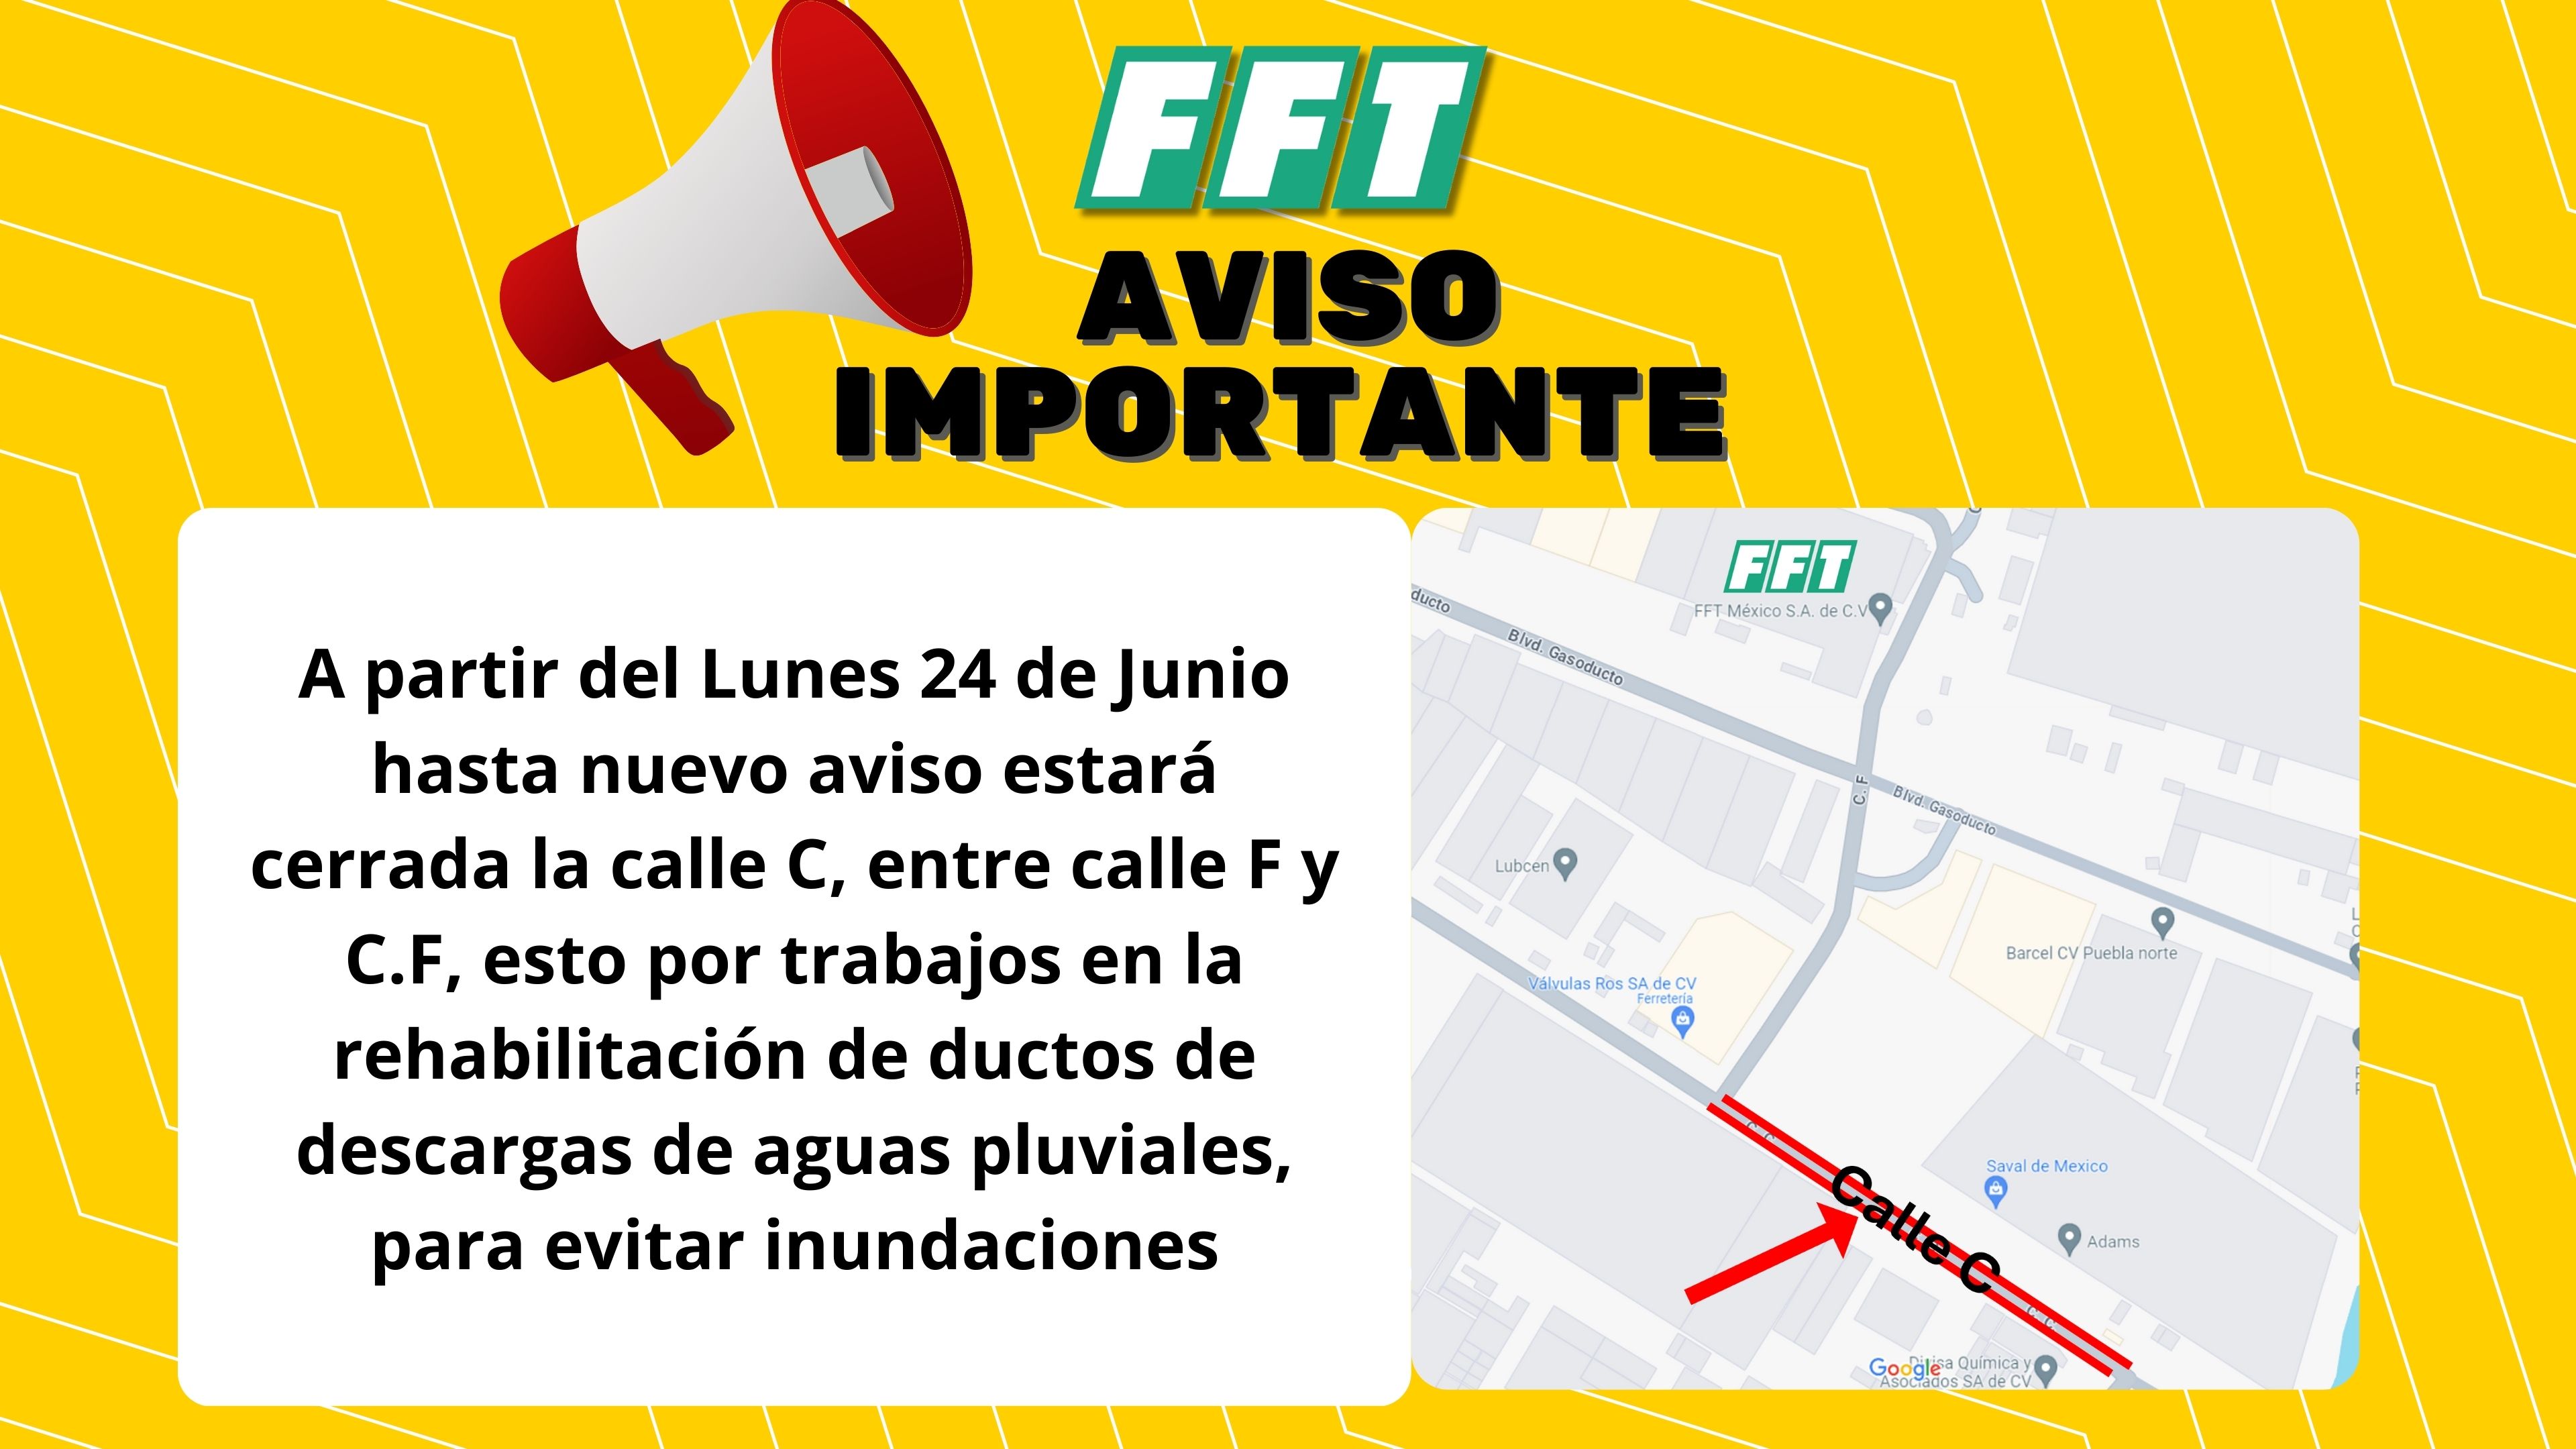 FFT
AVISO
IMPORTANTE
A partir del Lunes 24 de Junio
hasta nuevo aviso estará
cerrada la calle C, entre calle F y
C.F, esto por trabajos en la
rehabilitación de ductos de
descargas de aguas pluviales,
para evitar inundaciones
FFT
FFT México S.A. de C.V
ducto
Blvd. Gasoducto
C. F
Blvd. Gasoducto
Lubcen
Barcel CV Puebla norte
Válvulas Ros SA de CV
Ferretería
C. C
Saval de Mexico
Calle C
Adams
C. C
Google
Química y
Asociados SA de CV